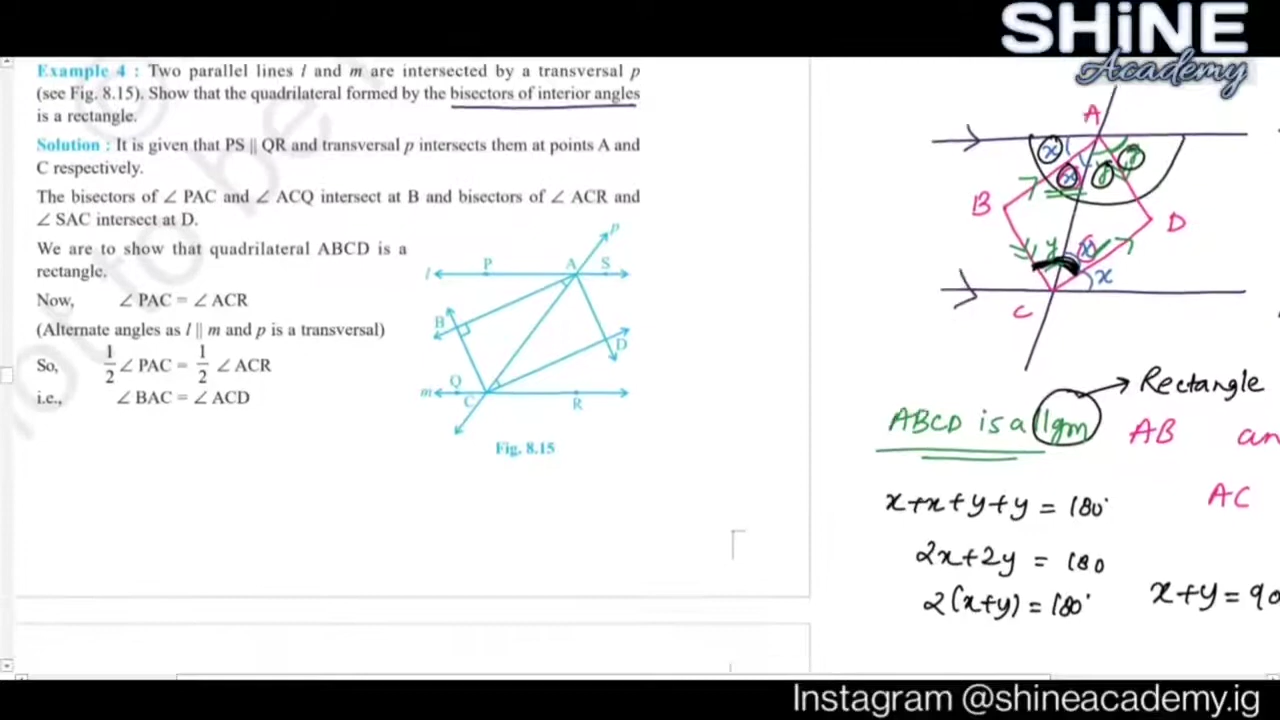 SHiNE
Academy
Example 4 : Two parallel lines l and m are intersected by a transversal p
(see Fig. 8.15). Show that the quadrilateral formed by the bisectors of interior angles
is a rectangle.
Solution : It is given that PS || QR and transversal p intersects them at points A and
C respectively.
The bisectors of ∠ PAC and ∠ ACQ intersect at B and bisectors of ∠ ACR and
∠ SAC intersect at D.
We are to show that quadrilateral ABCD is a
rectangle.
Now, ∠ PAC = ∠ ACR
(Alternate angles as l || m and p is a transversal)
So, 1/2 ∠ PAC = 1/2 ∠ ACR
i.e., ∠ BAC = ∠ ACD
p
l P A S
B
D
Q
m C R
Fig. 8.15
A
x y
x y
B D
y x
x
C
Rectangle
ABCD is a llgm
AB an
AC
x+x+y+y = 180°
2x+2y = 180
2(x+y) = 180°
x+y = 90
Instagram @shineacademy.ig